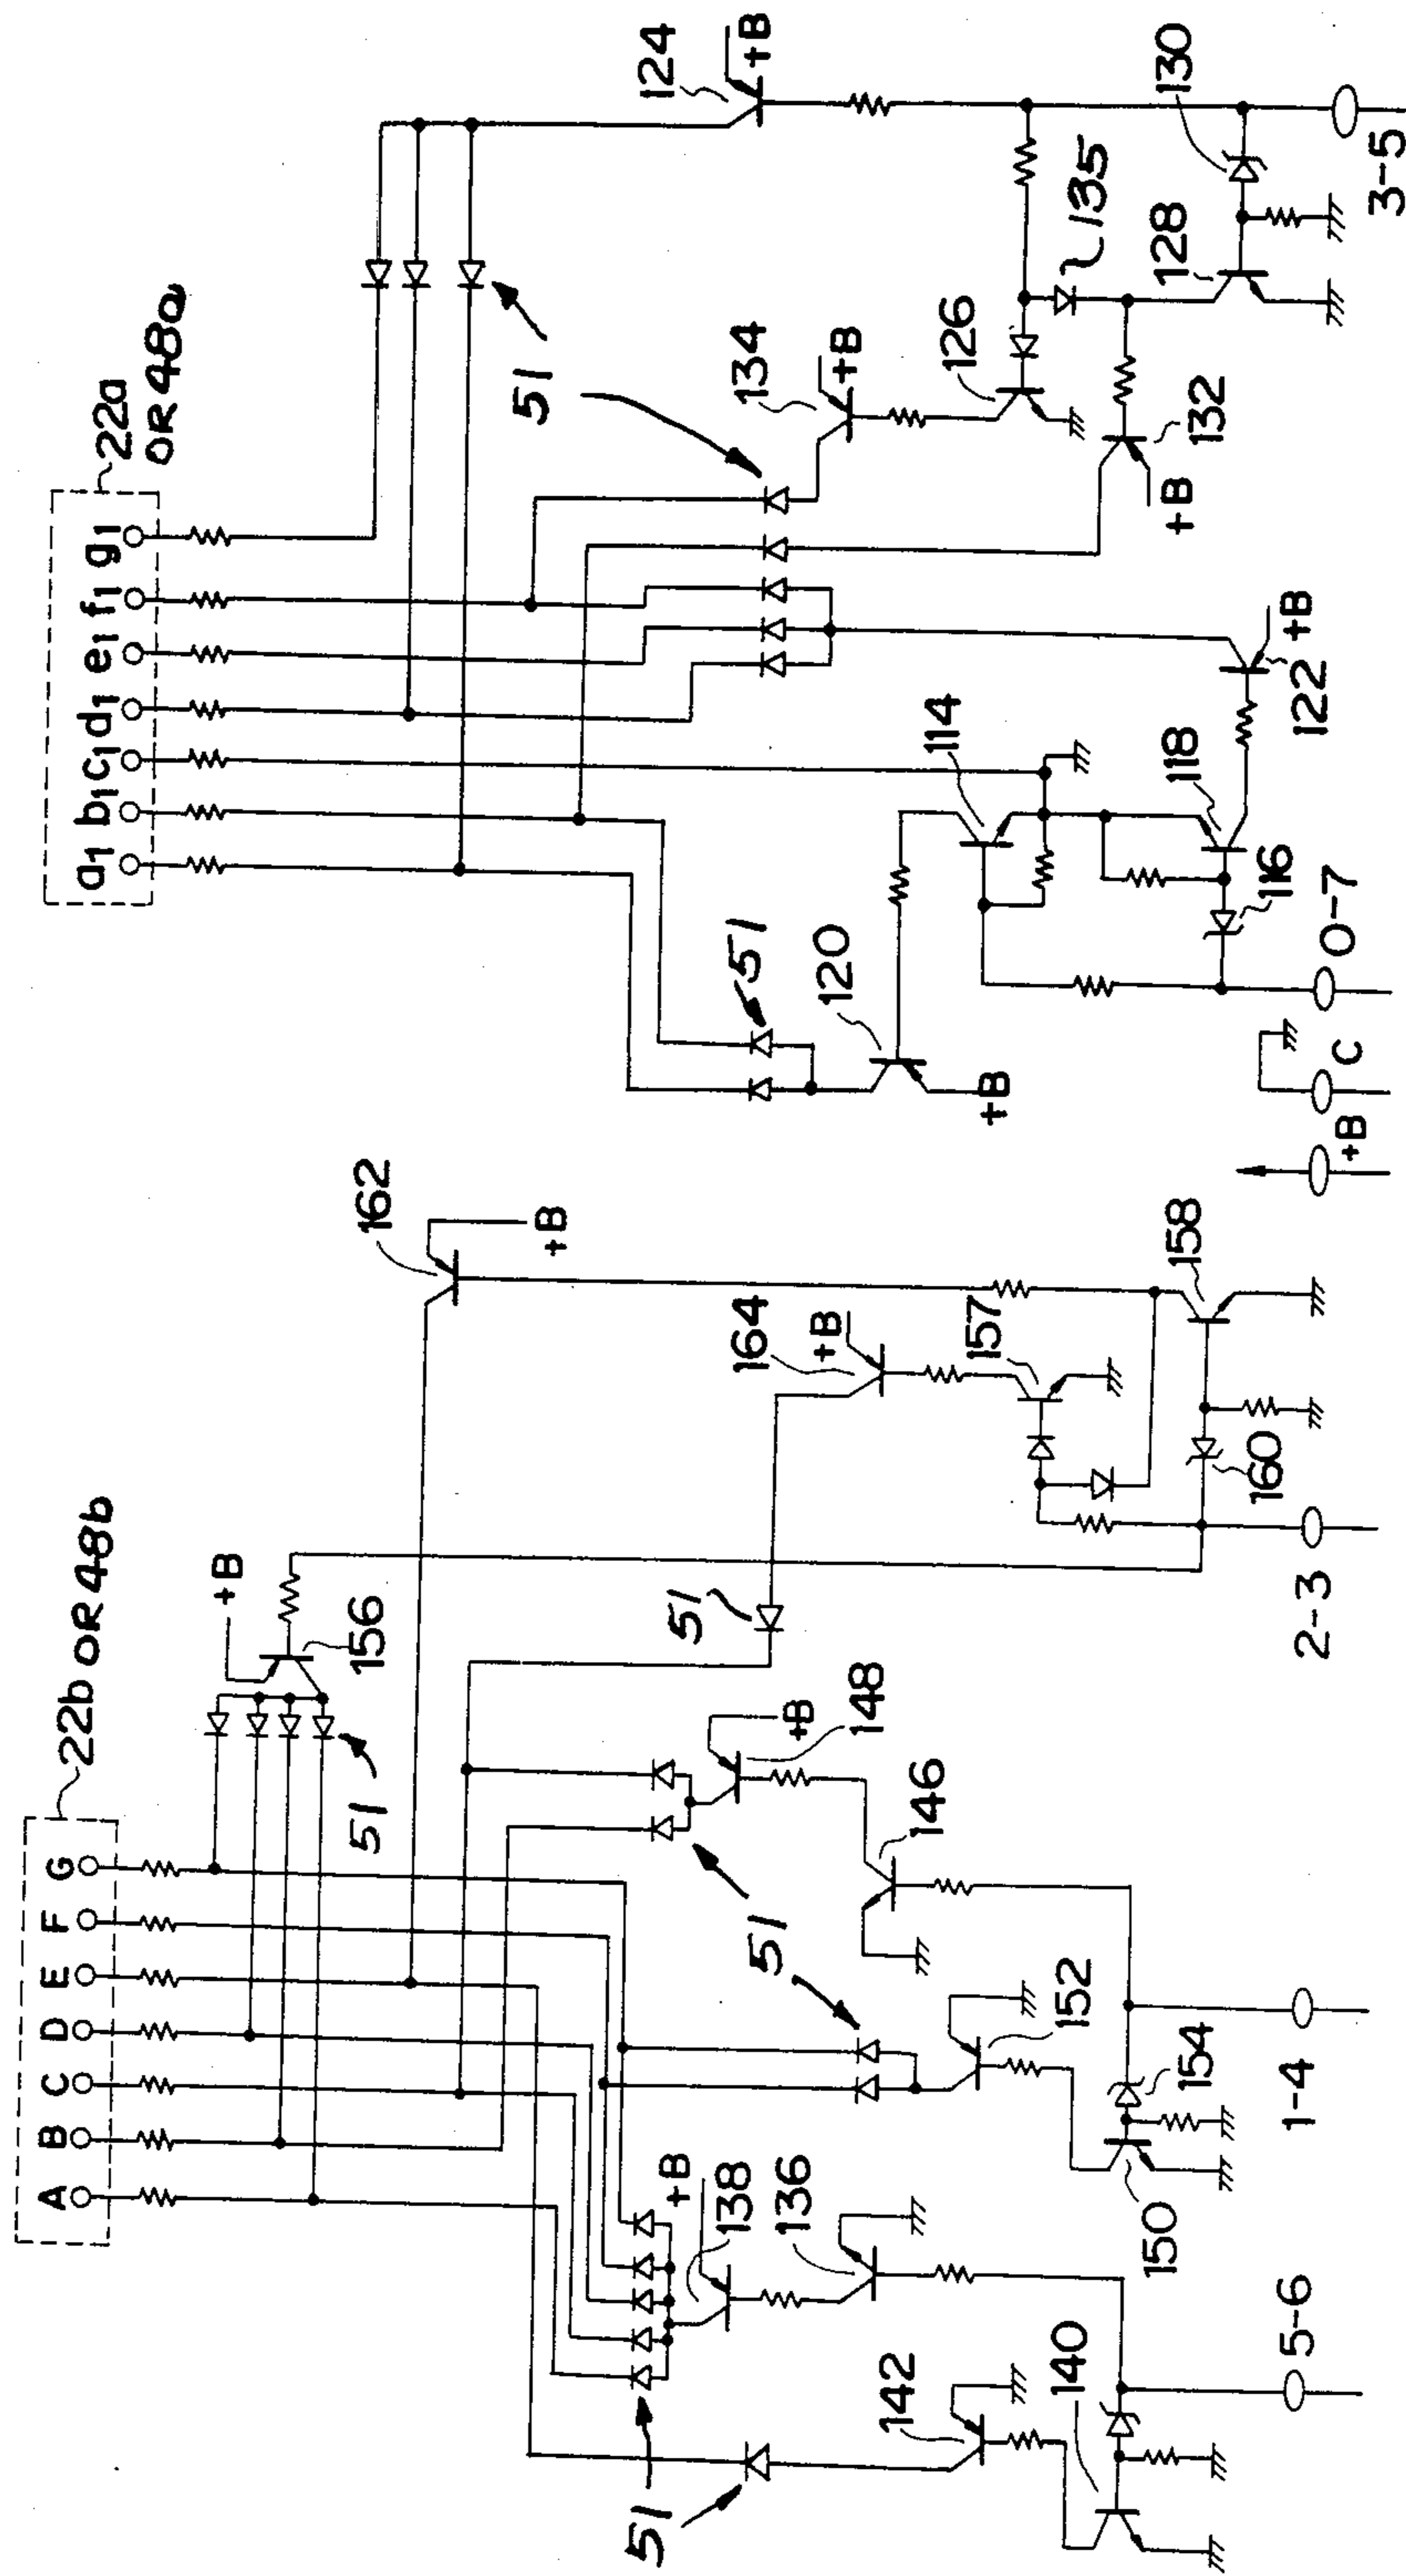 22b OR 48b
A B C D E F G
+B
156
51
162
+B
164
+B
157
158
160
2-3
51
148
+B
146
51
51
152
154
150
1-4
+B
138
136
51
51
142
140
5-6
22a
OR 48a
a1 b1 c1 d1 e1 f1 g1
124
+B
51
134
+B
126
135
130
128
132
+B
3-5
51
120
+B
114
118
116
122
+B
0-7
C
+B